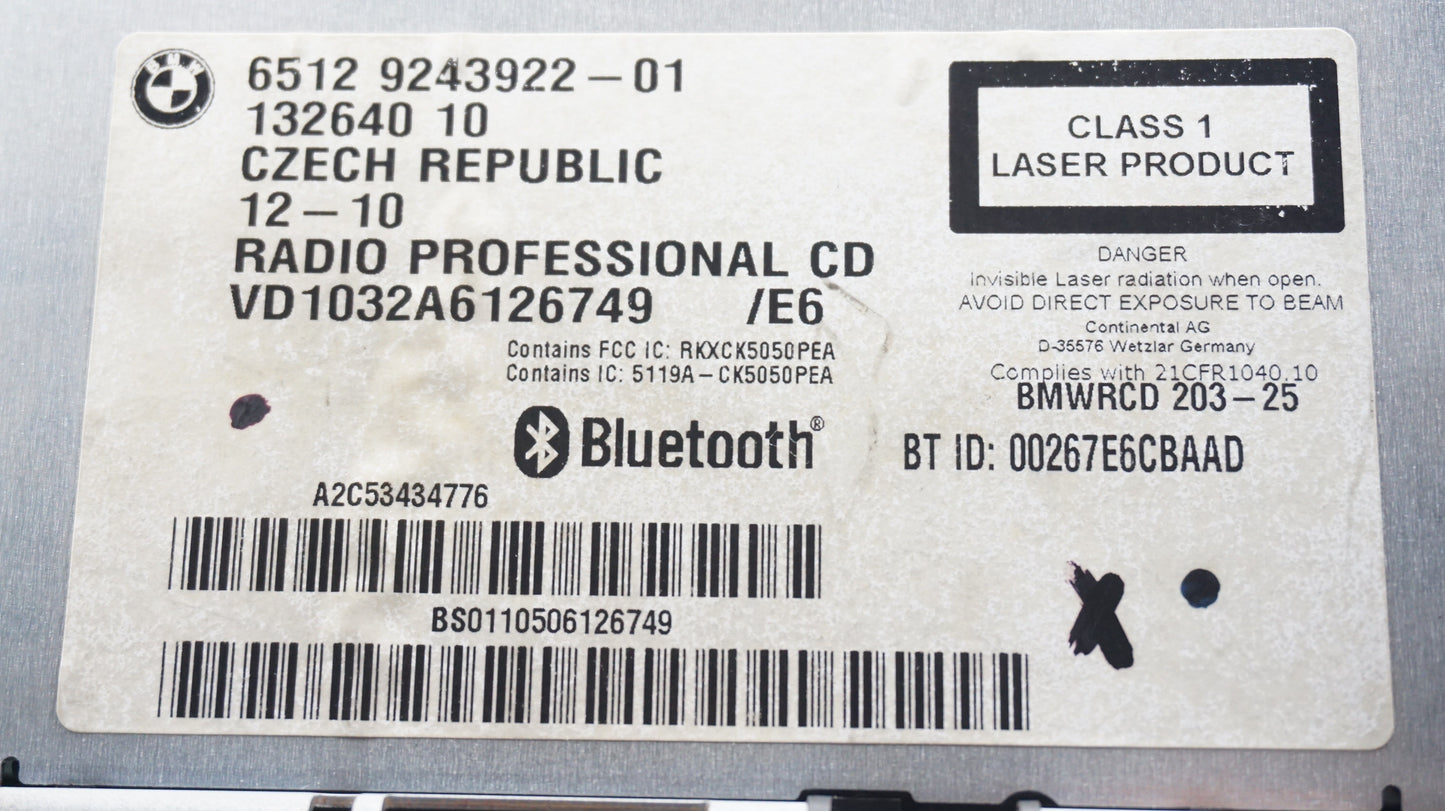 BMW
6512 9243922-01
132640 10
CZECH REPUBLIC
12-10
RADIO PROFESSIONAL CD
VD1032A6126749 /E6
Contains FCC IC: RKXCK5050PEA
Contains IC: 5119A-CK5050PEA
Bluetooth®
CLASS 1
LASER PRODUCT
DANGER
Invisible Laser radiation when open.
AVOID DIRECT EXPOSURE TO BEAM
Continental AG
D-35576 Wetzlar Germany
Complies with 21CFR1040.10
BMWRCD 203-25
BT ID: 00267E6CBAAD
A2C53434776
BS0110506126749